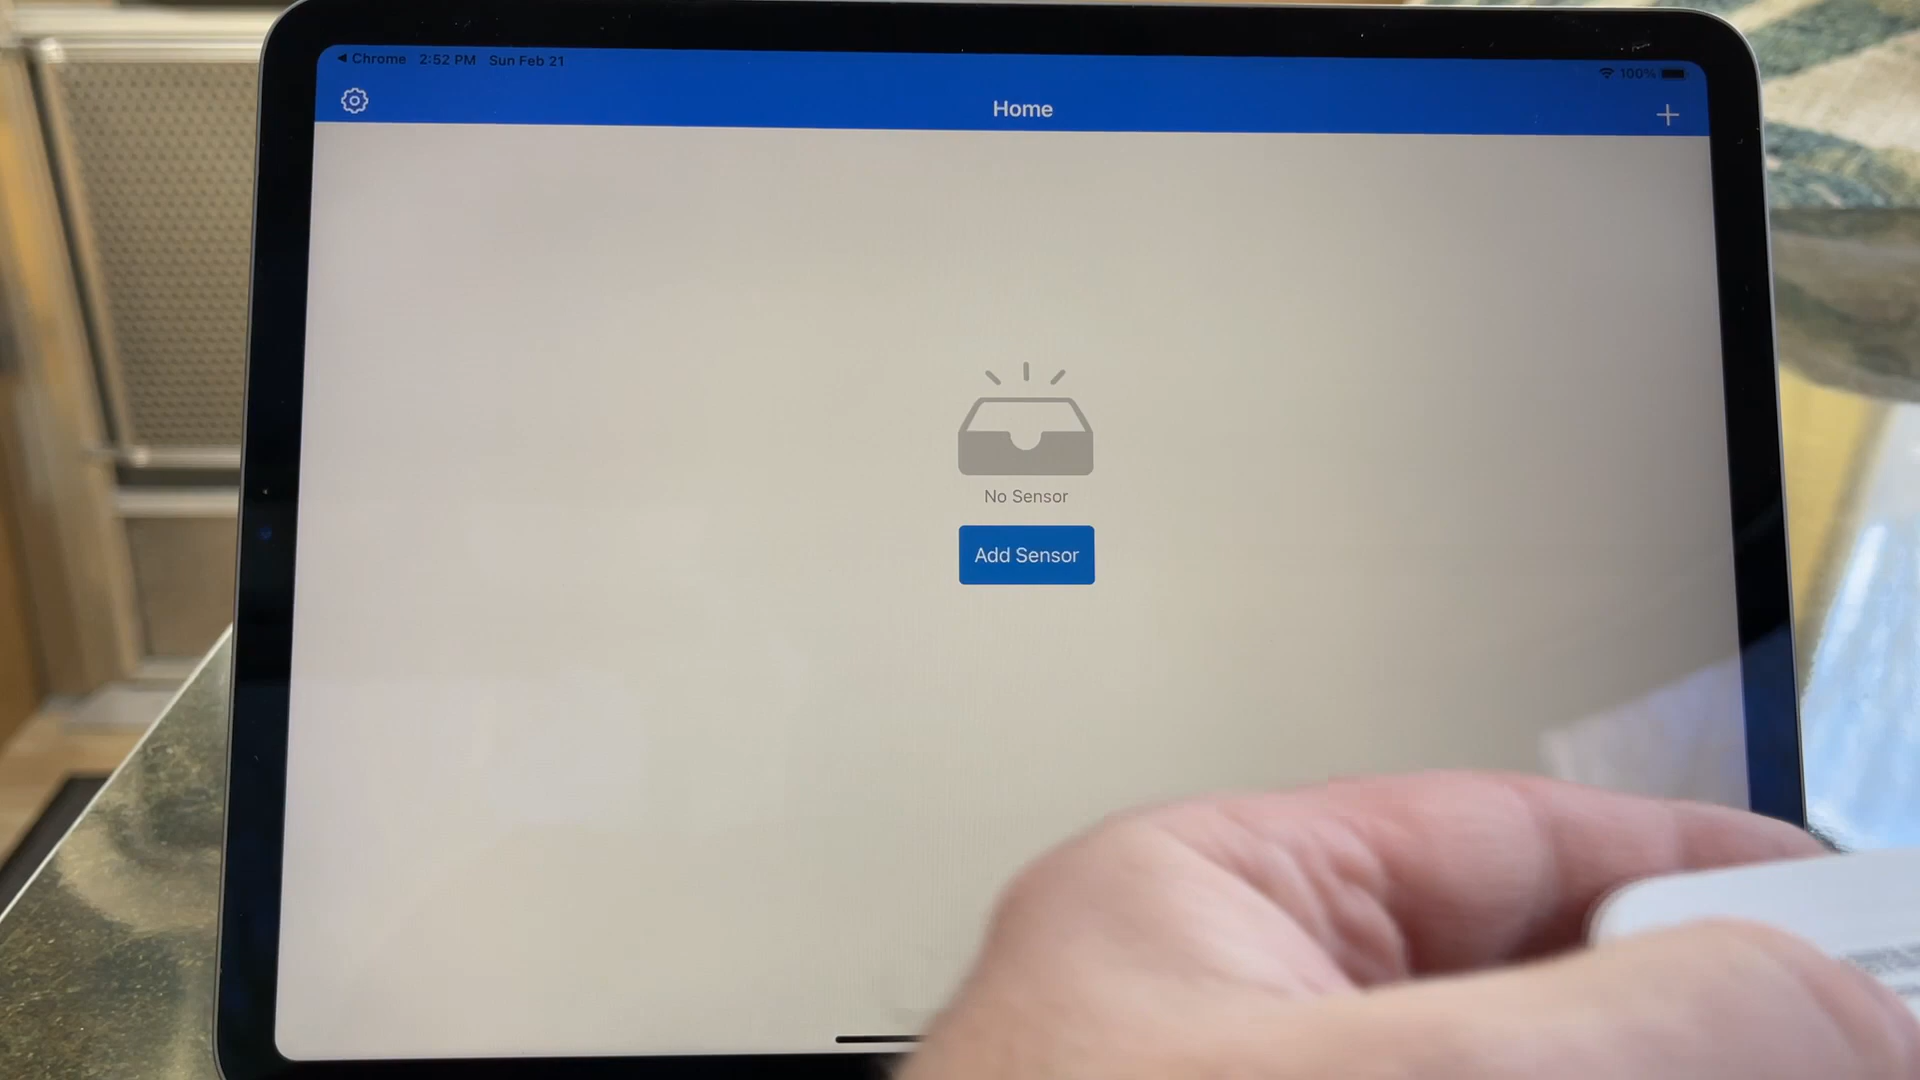 ◀ Chrome 2:52 PM Sun Feb 21
100%
Home
No Sensor
Add Sensor